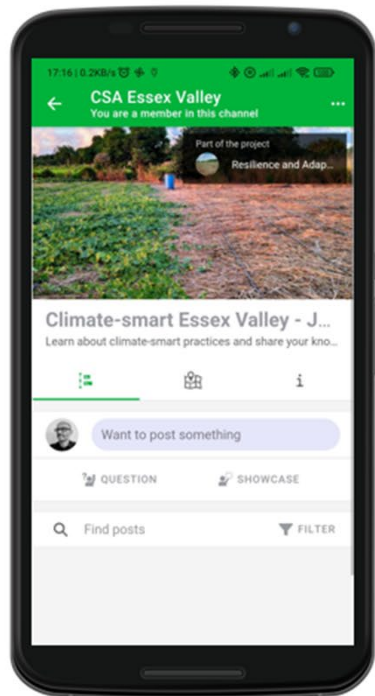 17:16 | 0.2KB/s
CSA Essex Valley
You are a member in this channel
Part of the project
Resilience and Adap...
Climate-smart Essex Valley - J...
Learn about climate-smart practices and share your kno...
Want to post something
QUESTION
SHOWCASE
Find posts
FILTER